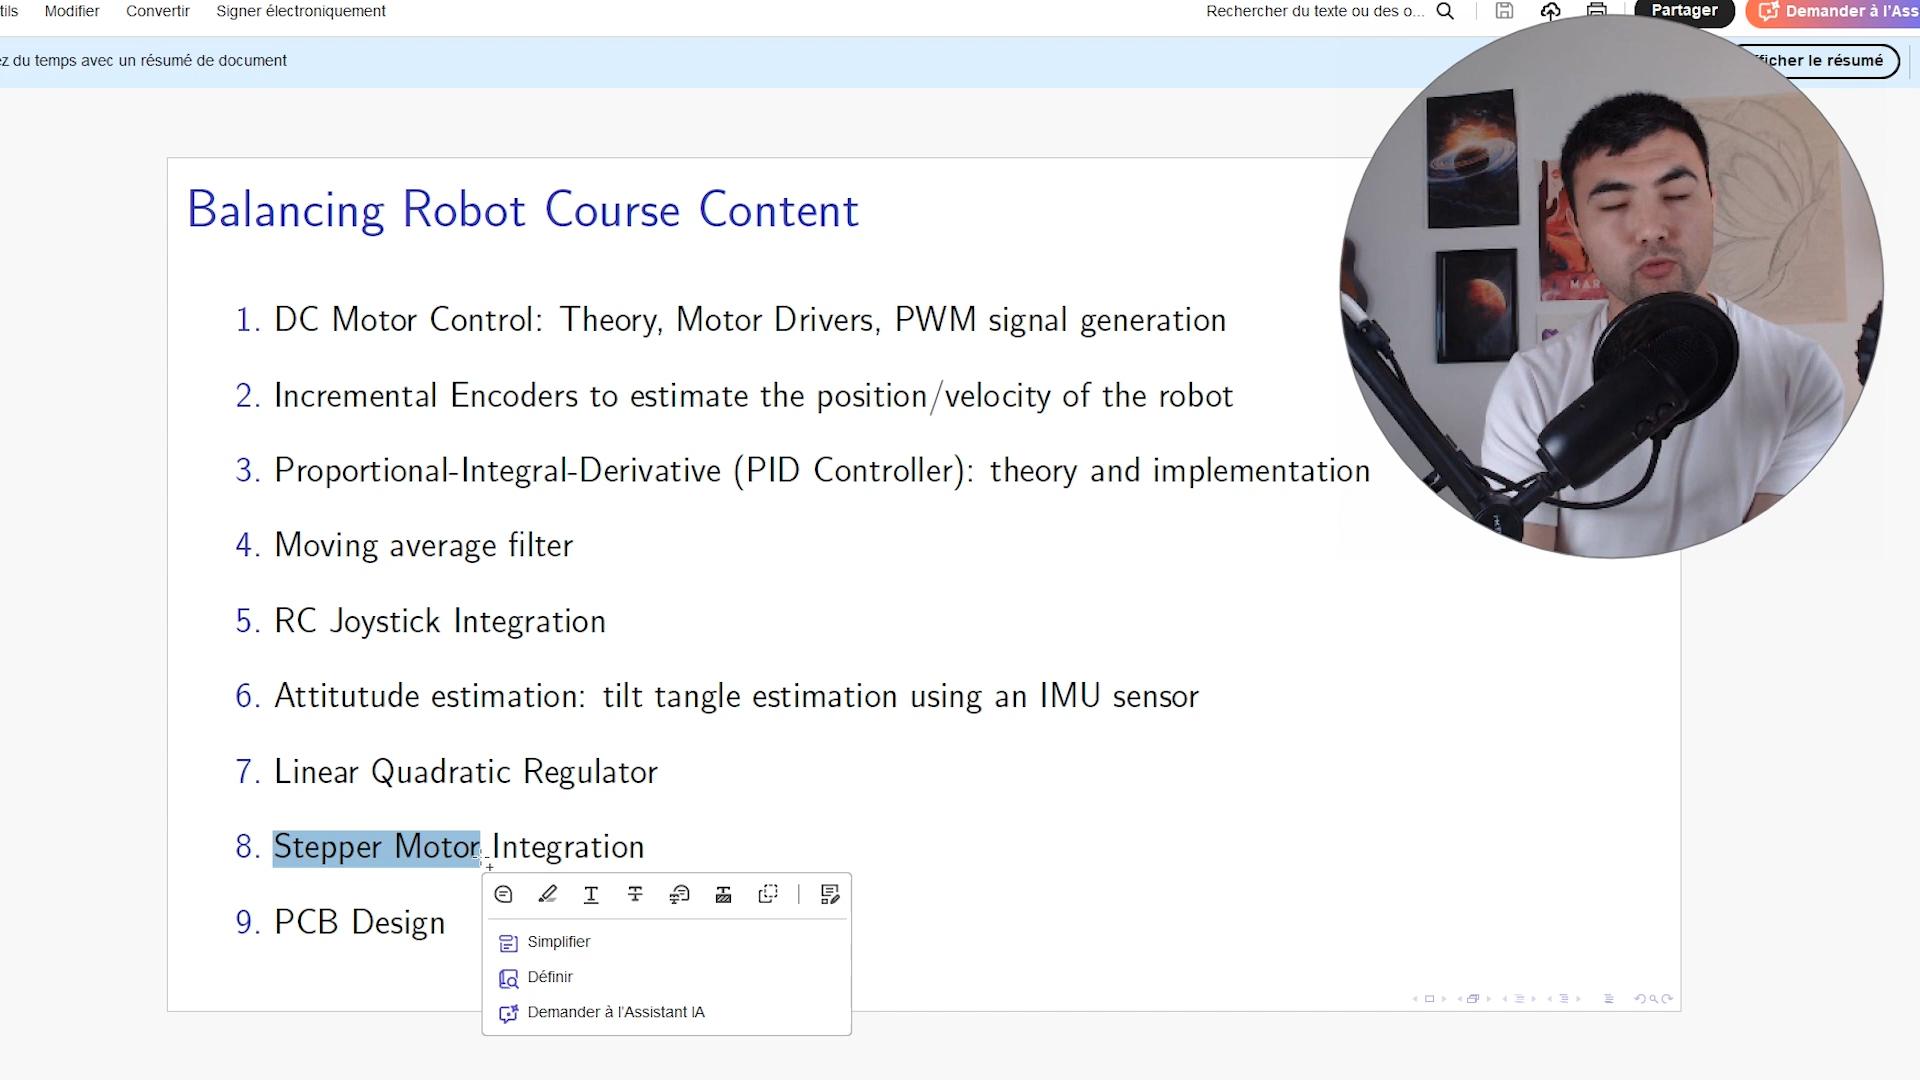 Modifier Convertir Signer électroniquement Rechercher du texte ou des o... Partager Demander à l'Ass
du temps avec un résumé de document le résumé
Balancing Robot Course Content
1. DC Motor Control: Theory, Motor Drivers, PWM signal generation
2. Incremental Encoders to estimate the position/velocity of the robot
3. Proportional-Integral-Derivative (PID Controller): theory and implementation
4. Moving average filter
5. RC Joystick Integration
6. Attitutude estimation: tilt tangle estimation using an IMU sensor
7. Linear Quadratic Regulator
8. Stepper Motor Integration
9. PCB Design
Simplifier
Définir
Demander à l'Assistant IA